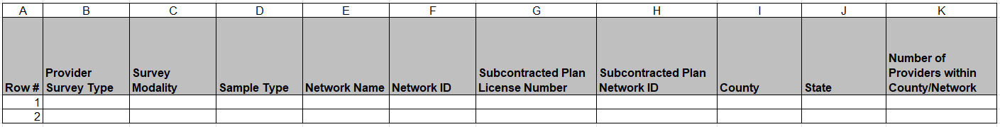 A B C D E F G H I J K
Number of
Provider Survey Subcontracted Plan Subcontracted Plan Providers within
Row # Survey Type Modality Sample Type Network Name Network ID License Number Network ID County State County/Network
1
2